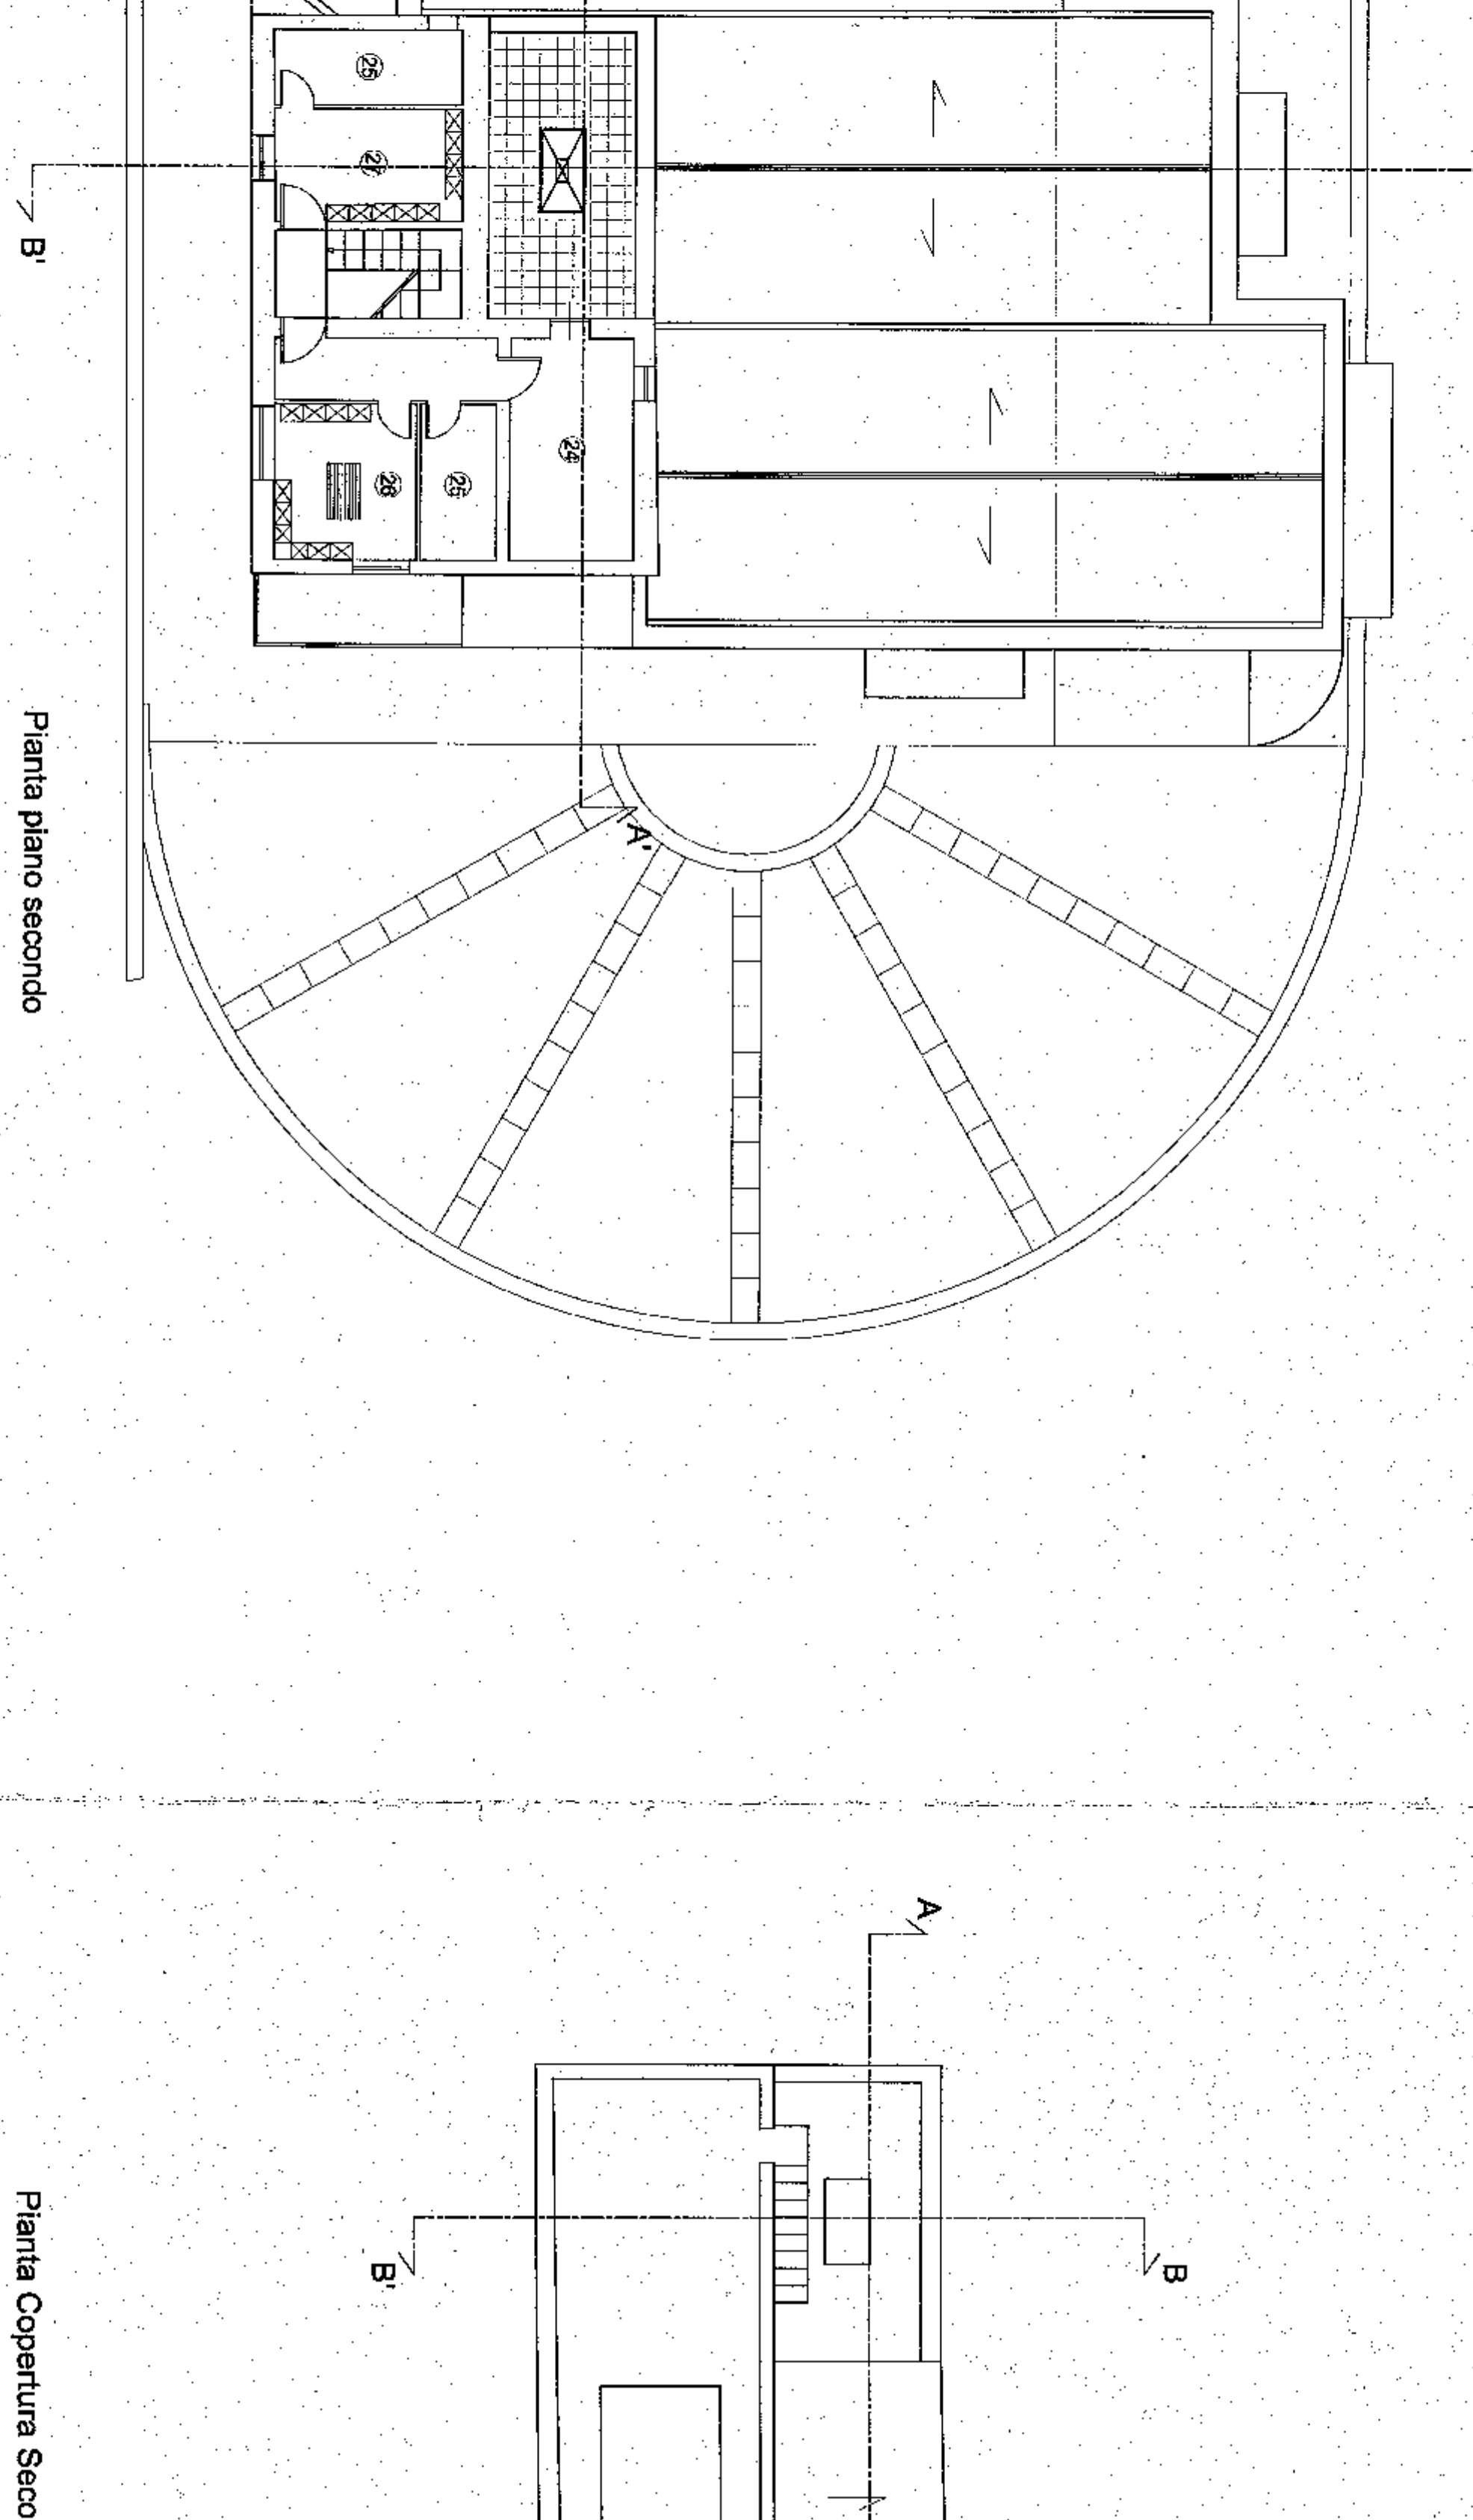 25
27
B'
24
26
25
A'
Pianta piano secondo
A
B'
B
Pianta Copertura Seco